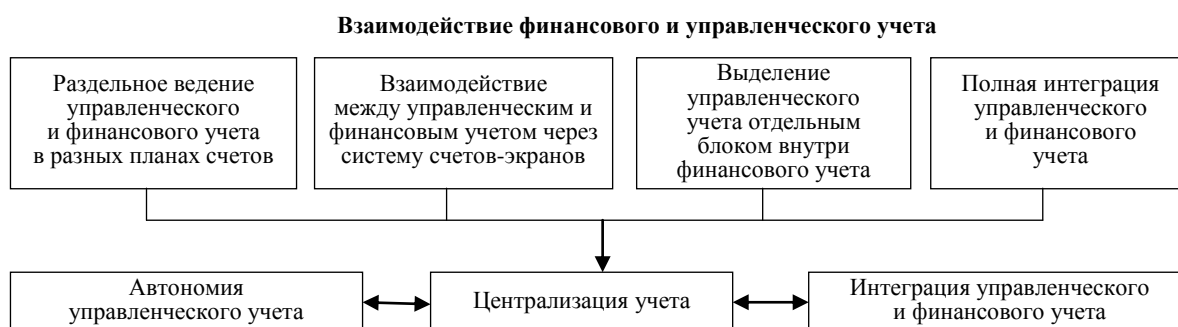 Взаимодействие финансового и управленческого учета
Раздельное ведение
управленческого
и финансового учета
в разных планах счетов
Взаимодействие
между управленческим и
финансовым учетом через
систему счетов-экранов
Выделение
управленческого
учета отдельным
блоком внутри
финансового учета
Полная интеграция
управленческого
и финансового
учета
Автономия
управленческого учета
Централизация учета
Интеграция управленческого
и финансового учета